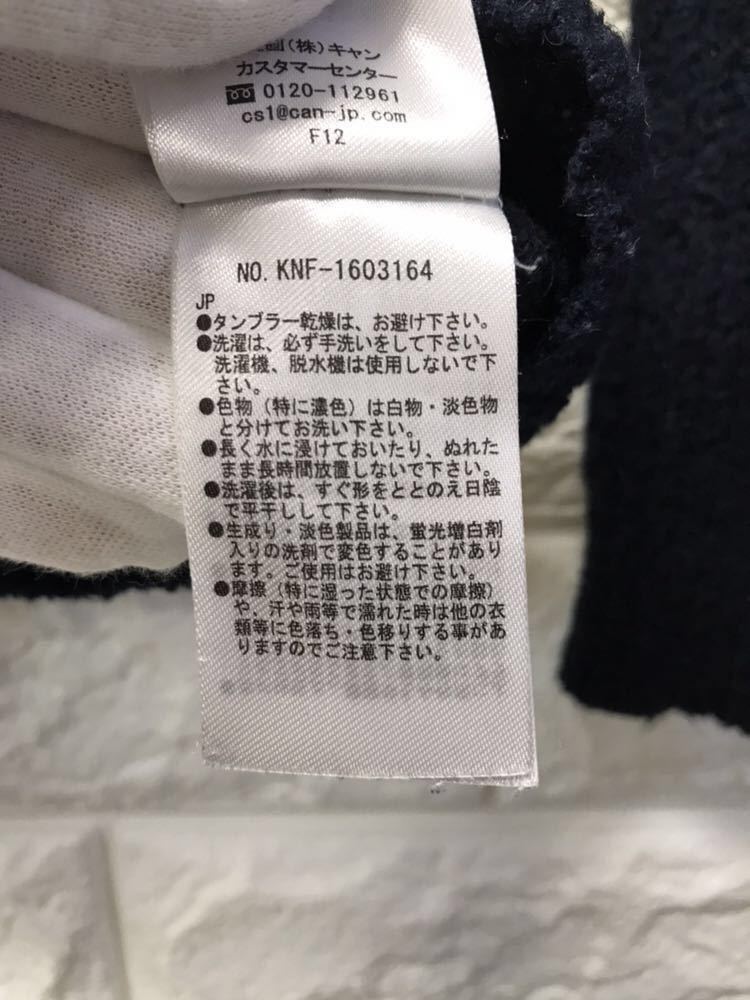 画(株)キャン
カスタマーセンター
0120-112961
cs1@can-jp.com
F12
NO. KNF-1603164
JP
●タンブラー乾燥は、お避け下さい。
●洗濯は、必ず手洗いをして下さい。
洗濯機、脱水機は使用しないで下
さい。
●色物（特に濃色）は白物・淡色物
と分けてお洗い下さい。
●長く水に浸けておいたり、ぬれた
まま長時間放置しないで下さい。
●洗濯後は、すぐ形をととのえ日陰
で平干しして下さい。
●生成り・淡色製品は、蛍光増白剤
入りの洗剤で変色することがあり
ます。ご使用はお避け下さい。
●摩擦（特に湿った状態での摩擦）
や、汗や雨等で濡れた時は他の衣
類等に色落ち・色移りする事があ
りますのでご注意下さい。